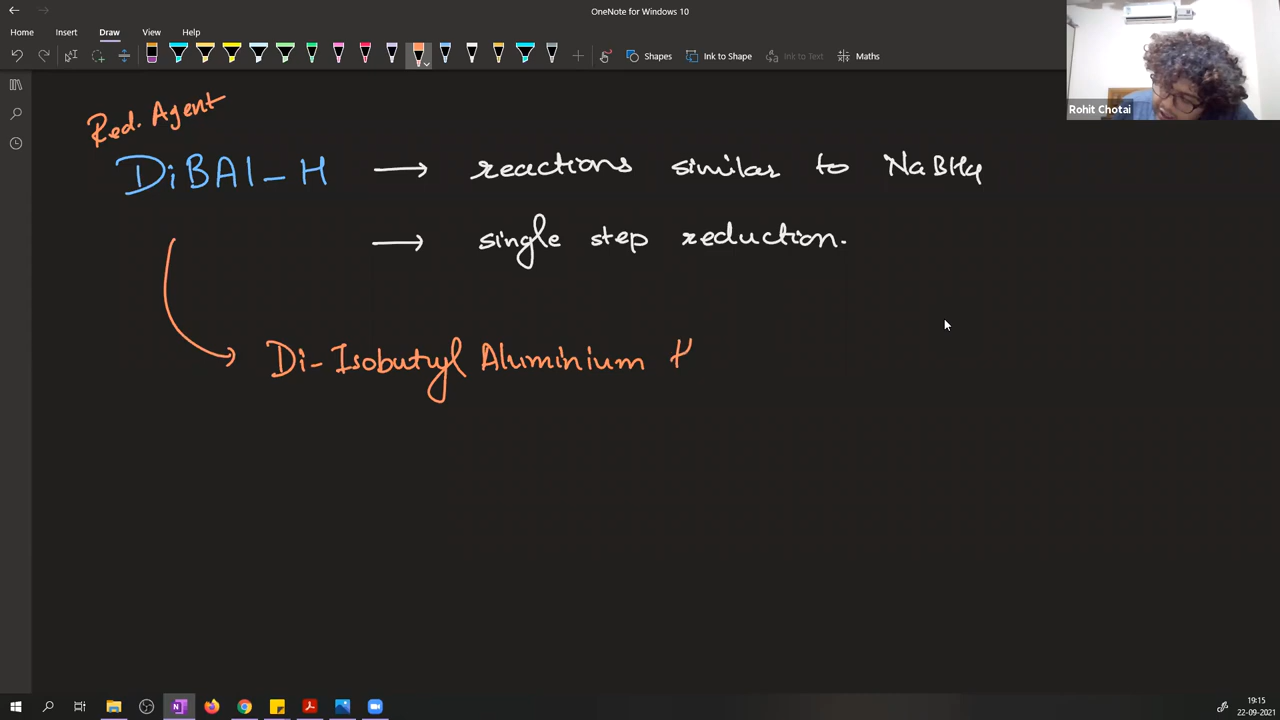 OneNote for Windows 10
Home Insert Draw View Help
Shapes Ink to Shape Ink to Text Maths
Rohit Chotai
Red. Agent
DiBAl-H → reactions similar to NaBH4
→ single step reduction.
Di-Isobutyl Aluminium H
19:15
22-09-2021